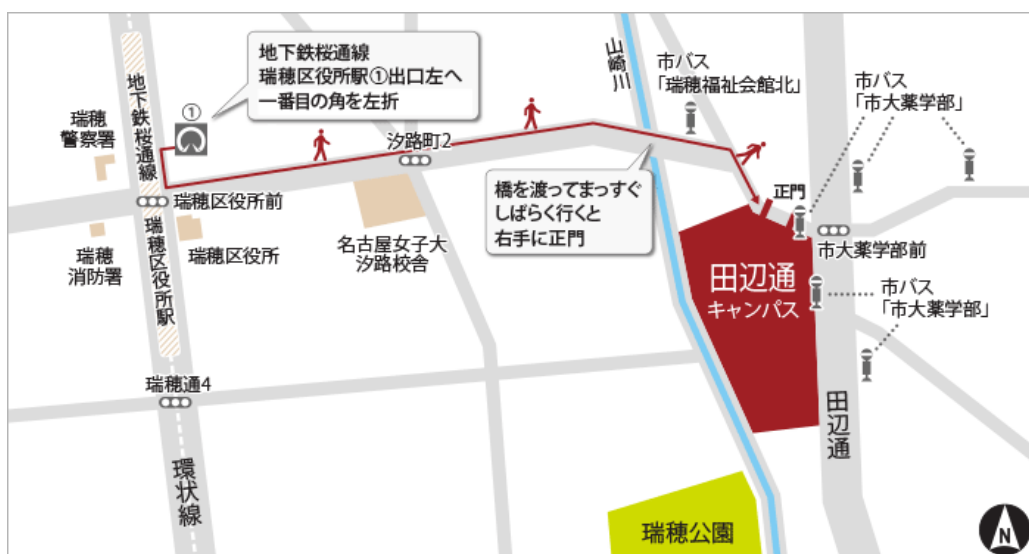 地下鉄桜通線
瑞穂区役所駅①出口左へ
一番目の角を左折
①
地下鉄桜通線
瑞穂
警察署
瑞穂区役所前
瑞穂
消防署
瑞穂区役所
瑞穂区役所駅
瑞穂通4
環状線
汐路町2
名古屋女子大
汐路校舎
山崎川
市バス
「瑞穂福祉会館北」
市バス
「市大薬学部」
橋を渡ってまっすぐ
しばらく行くと
右手に正門
正門
市大薬学部前
田辺通
キャンパス
市バス
「市大薬学部」
田辺通
瑞穂公園
N